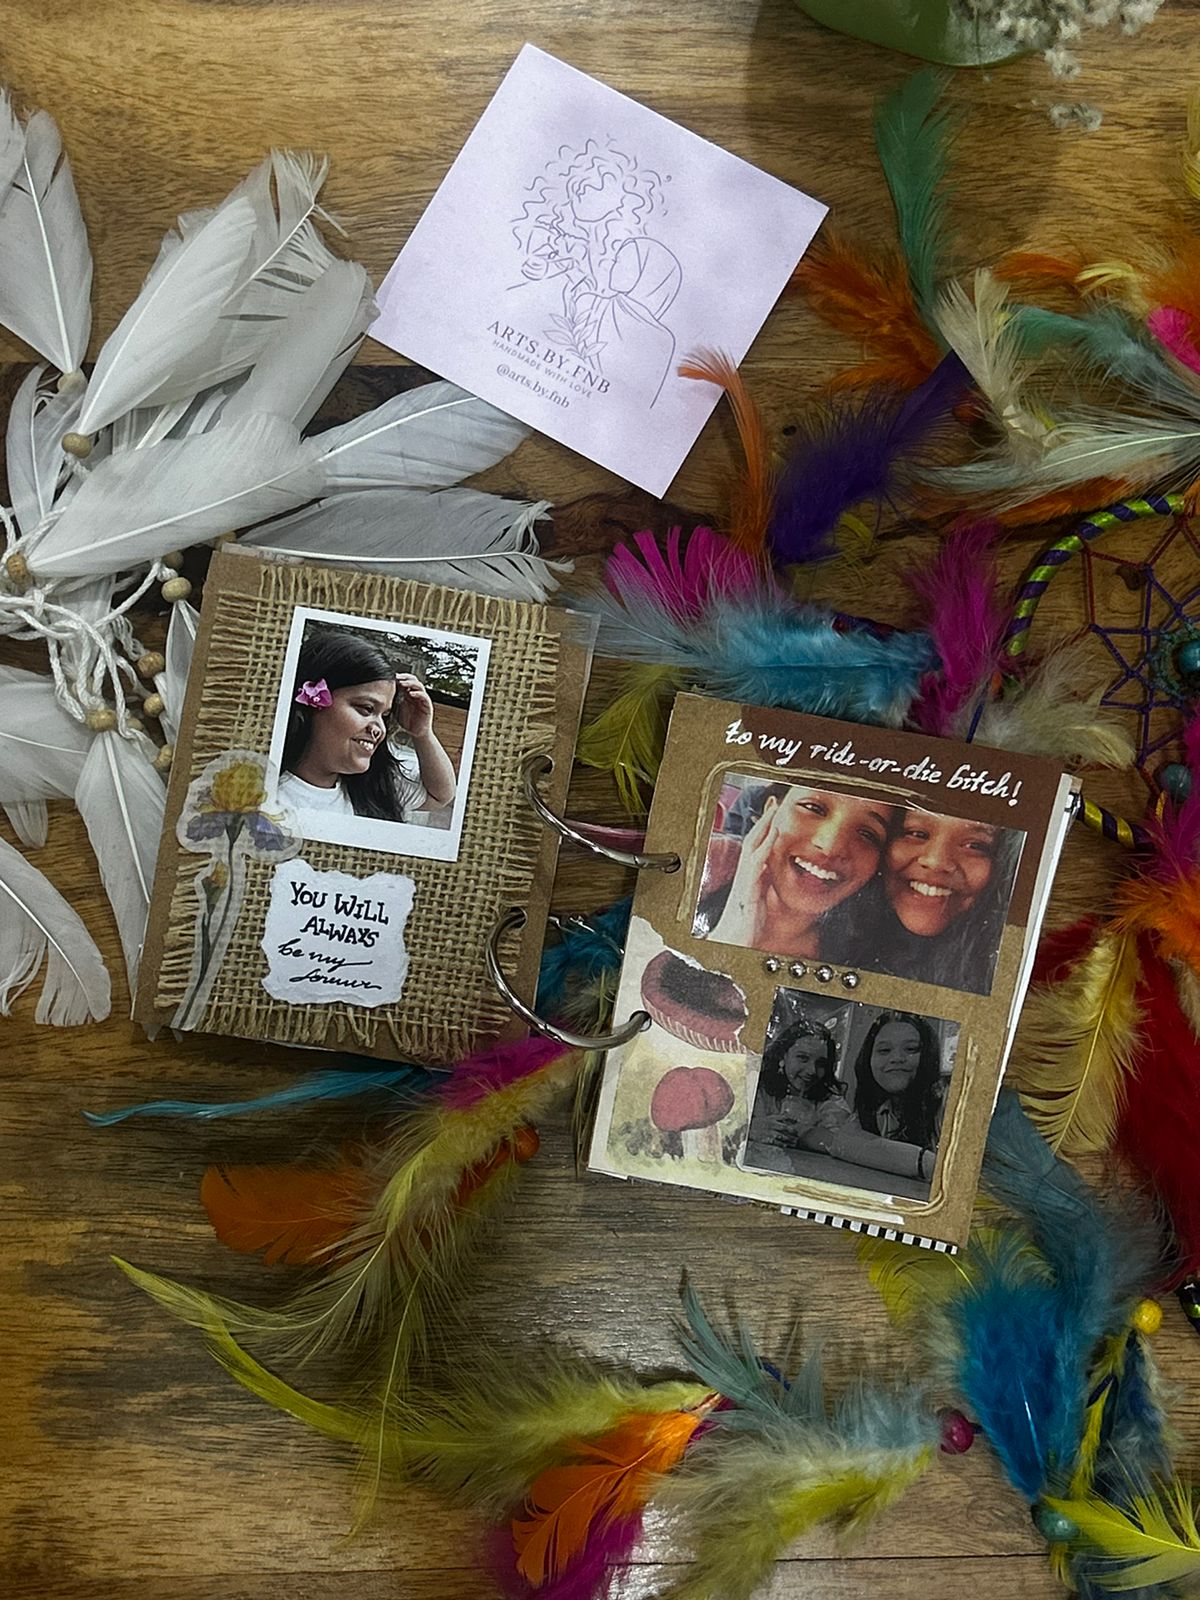 ARTS.BY.FNB
HANDMADE WITH LOVE
@arts.by.fnb
to my ride-or-die bitch!
YOU WILL
ALWAYS
be my
forever